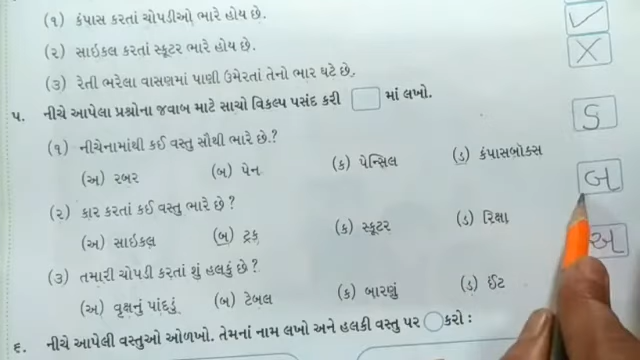 (૧) કંપાસ કરતાં ચોપડીઓ ભારે હોય છે.
(૨) સાઇકલ કરતાં સ્કૂટર ભારે હોય છે. ✓
(૩) રેતી ભરેલા વાસણમાં પાણી ઉમેરતાં તેનો ભાર ઘટે છે. X
૫. નીચે આપેલા પ્રશ્નોના જવાબ માટે સાચો વિકલ્પ પસંદ કરી માં લખો.
(૧) નીચેનામાંથી કઈ વસ્તુ સૌથી ભારે છે.? ડ
(અ) રબર (બ) પેન (ક) પેન્સિલ (ડ) કંપાસબૉક્સ
(૨) કાર કરતાં કઈ વસ્તુ ભારે છે? બ
(અ) સાઇકલ (બ) ટ્રક (ક) સ્કૂટર (ડ) રિક્ષા
(૩) તમારી ચોપડી કરતાં શું હલકું છે? અ
(અ) વૃક્ષનું પાંદડું (બ) ટેબલ (ક) બારણું (ડ) ઈંટ
૬. નીચે આપેલી વસ્તુઓ ઓળખો. તેમનાં નામ લખો અને હલકી વસ્તુ પર કરો :